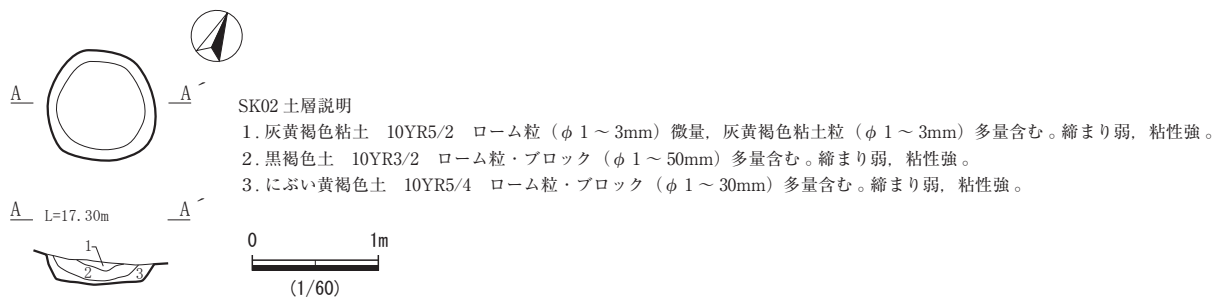 A A´
SK02 土層説明
1. 灰黄褐色粘土　10YR5/2　ローム粒（φ 1 ~ 3mm）微量，灰黄褐色粘土粒（φ 1 ~ 3mm）多量含む。締まり弱，粘性強。
2. 黒褐色土　10YR3/2　ローム粒・ブロック（φ 1 ~ 50mm）多量含む。締まり弱，粘性強。
3. にぶい黄褐色土　10YR5/4　ローム粒・ブロック（φ 1 ~ 30mm）多量含む。締まり弱，粘性強。
A L=17.30m A´
1
2 3
0 1m
(1/60)